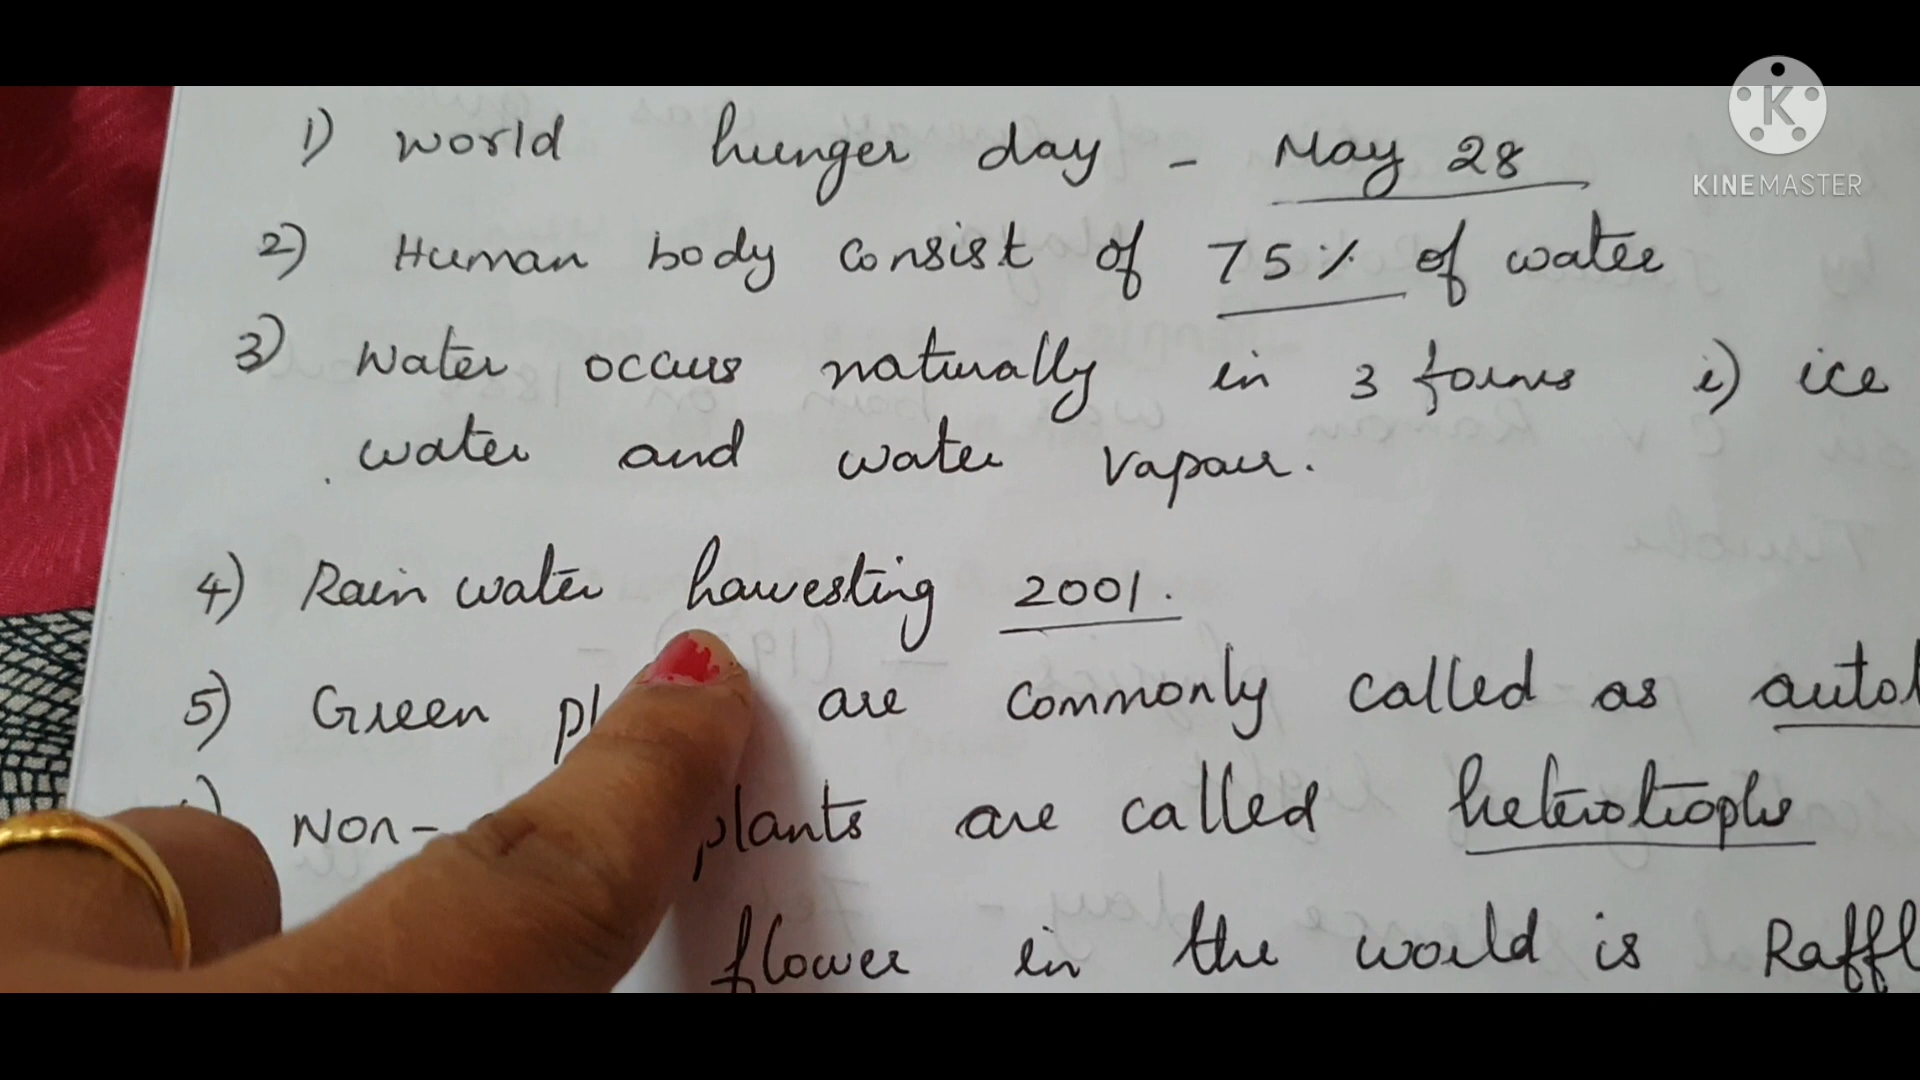 1) World hunger day - May 28
2) Human body consist of 75% of water
3) Water occurs naturally in 3 forms i) ice
water and water vapour.
4) Rain water harvesting 2001.
5) Green are commonly called as
Non- plants are called heterotrophs
flower in the world is
KINEMASTER